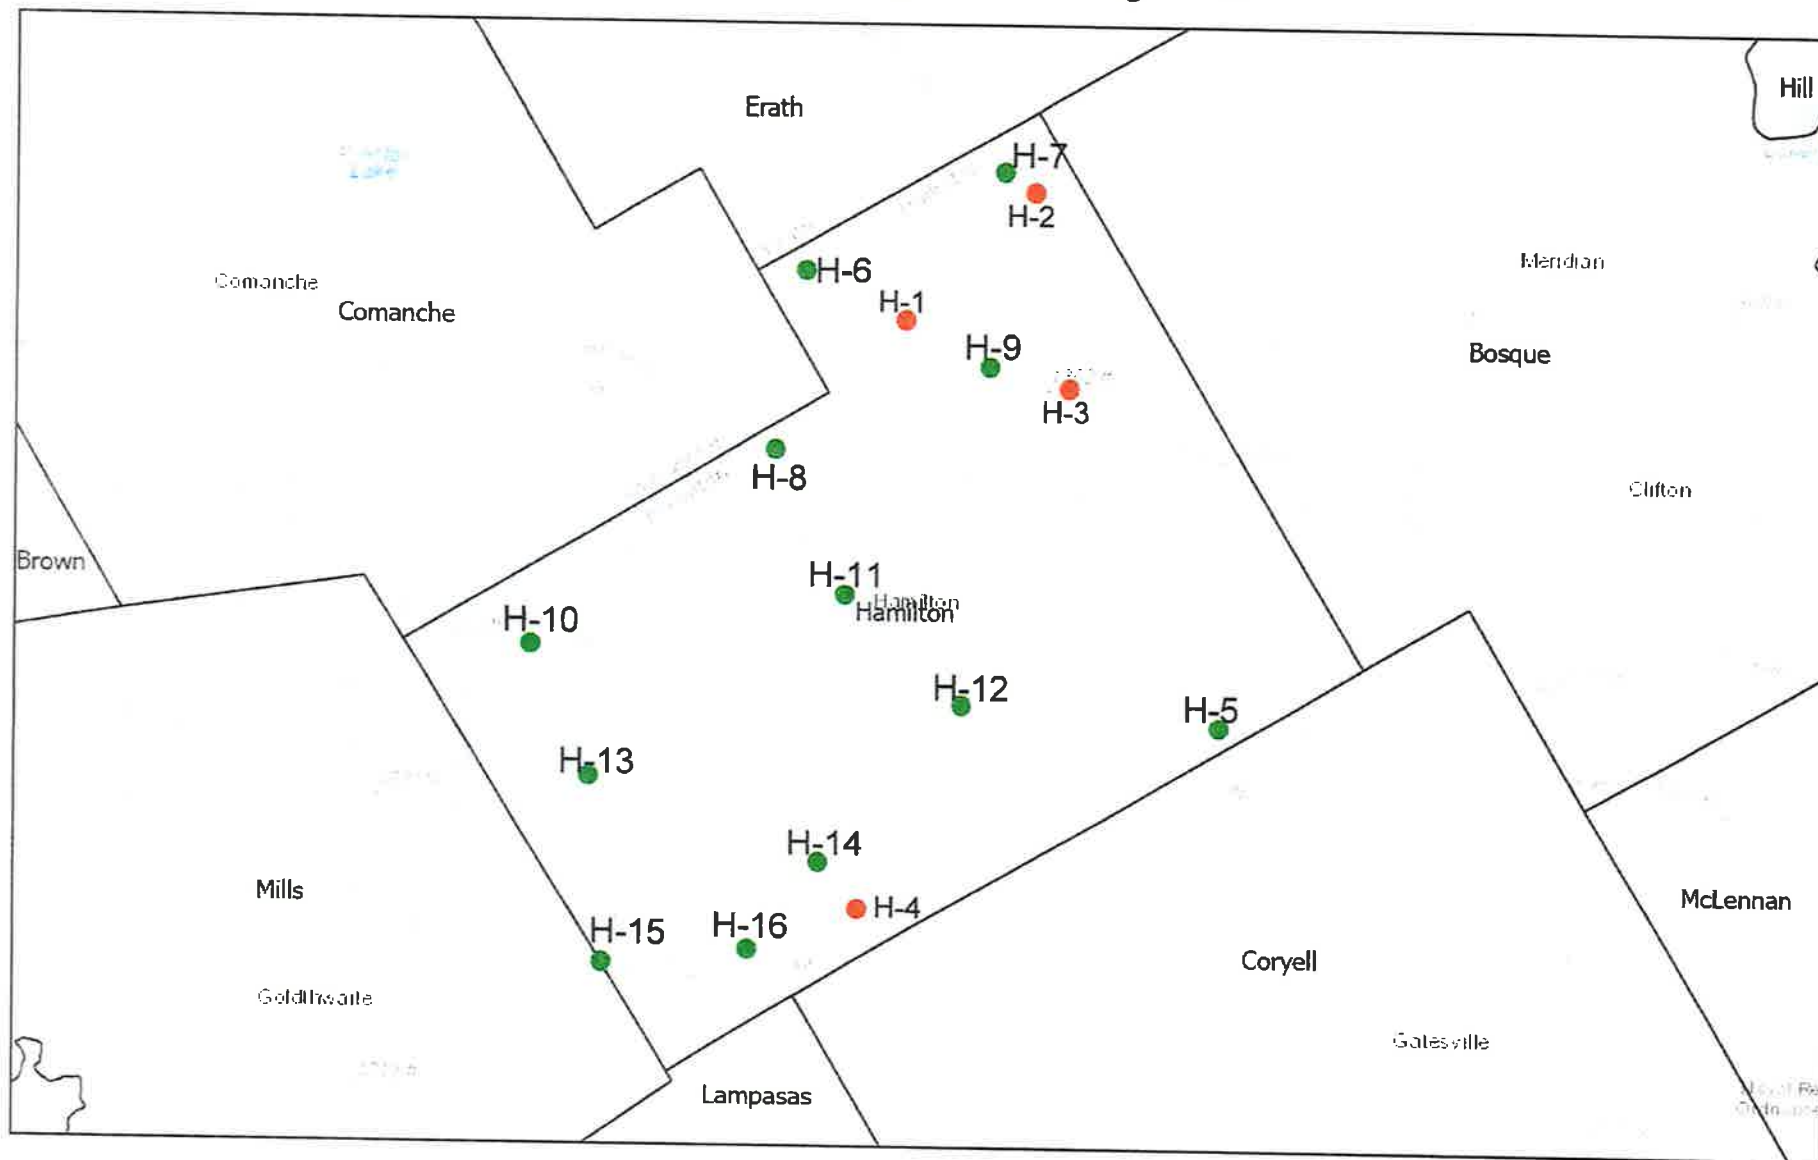 Erath
Hill
Lake
H-7
H-2
Comanche
Comanche
H-6
H-1
Meridian
H-9
Bosque
H-3
H-8
Clifton
Brown
H-11
Hamilton
Hamilton
H-10
H-12
H-5
H-13
H-14
Mills
H-4
McLennan
H-15
H-16
Coryell
Goldthwaite
Gatesville
Lampasas